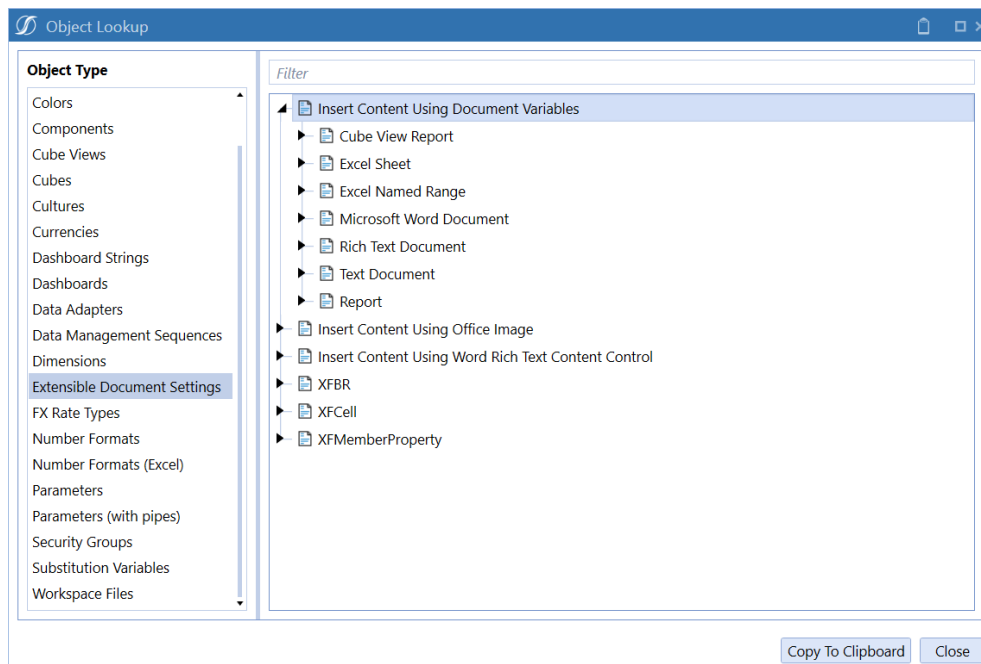 Object Lookup
Object Type
Colors
Components
Cube Views
Cubes
Cultures
Currencies
Dashboard Strings
Dashboards
Data Adapters
Data Management Sequences
Dimensions
Extensible Document Settings
FX Rate Types
Number Formats
Number Formats (Excel)
Parameters
Parameters (with pipes)
Security Groups
Substitution Variables
Workspace Files
Filter
Insert Content Using Document Variables
Cube View Report
Excel Sheet
Excel Named Range
Microsoft Word Document
Rich Text Document
Text Document
Report
Insert Content Using Office Image
Insert Content Using Word Rich Text Content Control
XFBR
XFCell
XFMemberProperty
Copy To Clipboard
Close